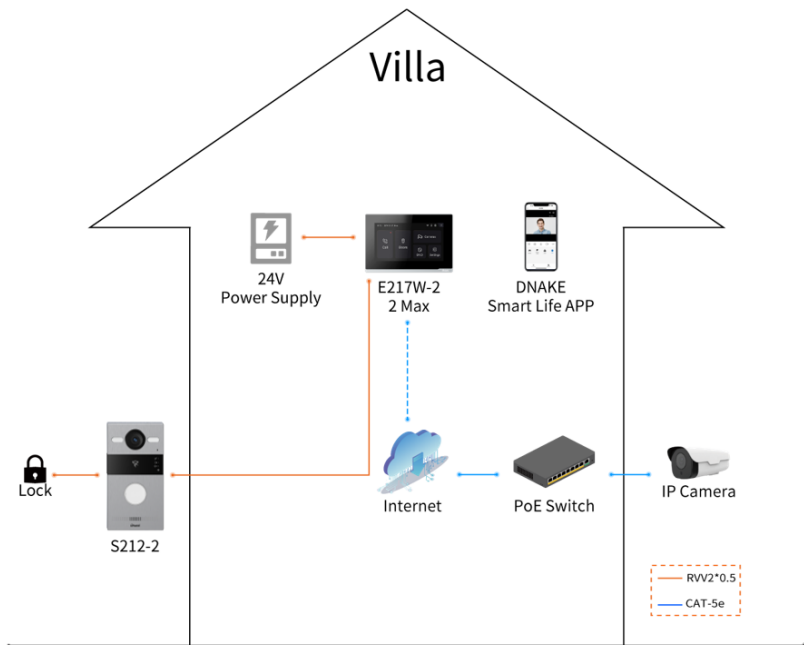 Villa
24V
Power Supply
E217W-2
2 Max
DNAKE
Smart Life APP
Lock
S212-2
Internet
PoE Switch
IP Camera
RVV2*0.5
CAT-5e